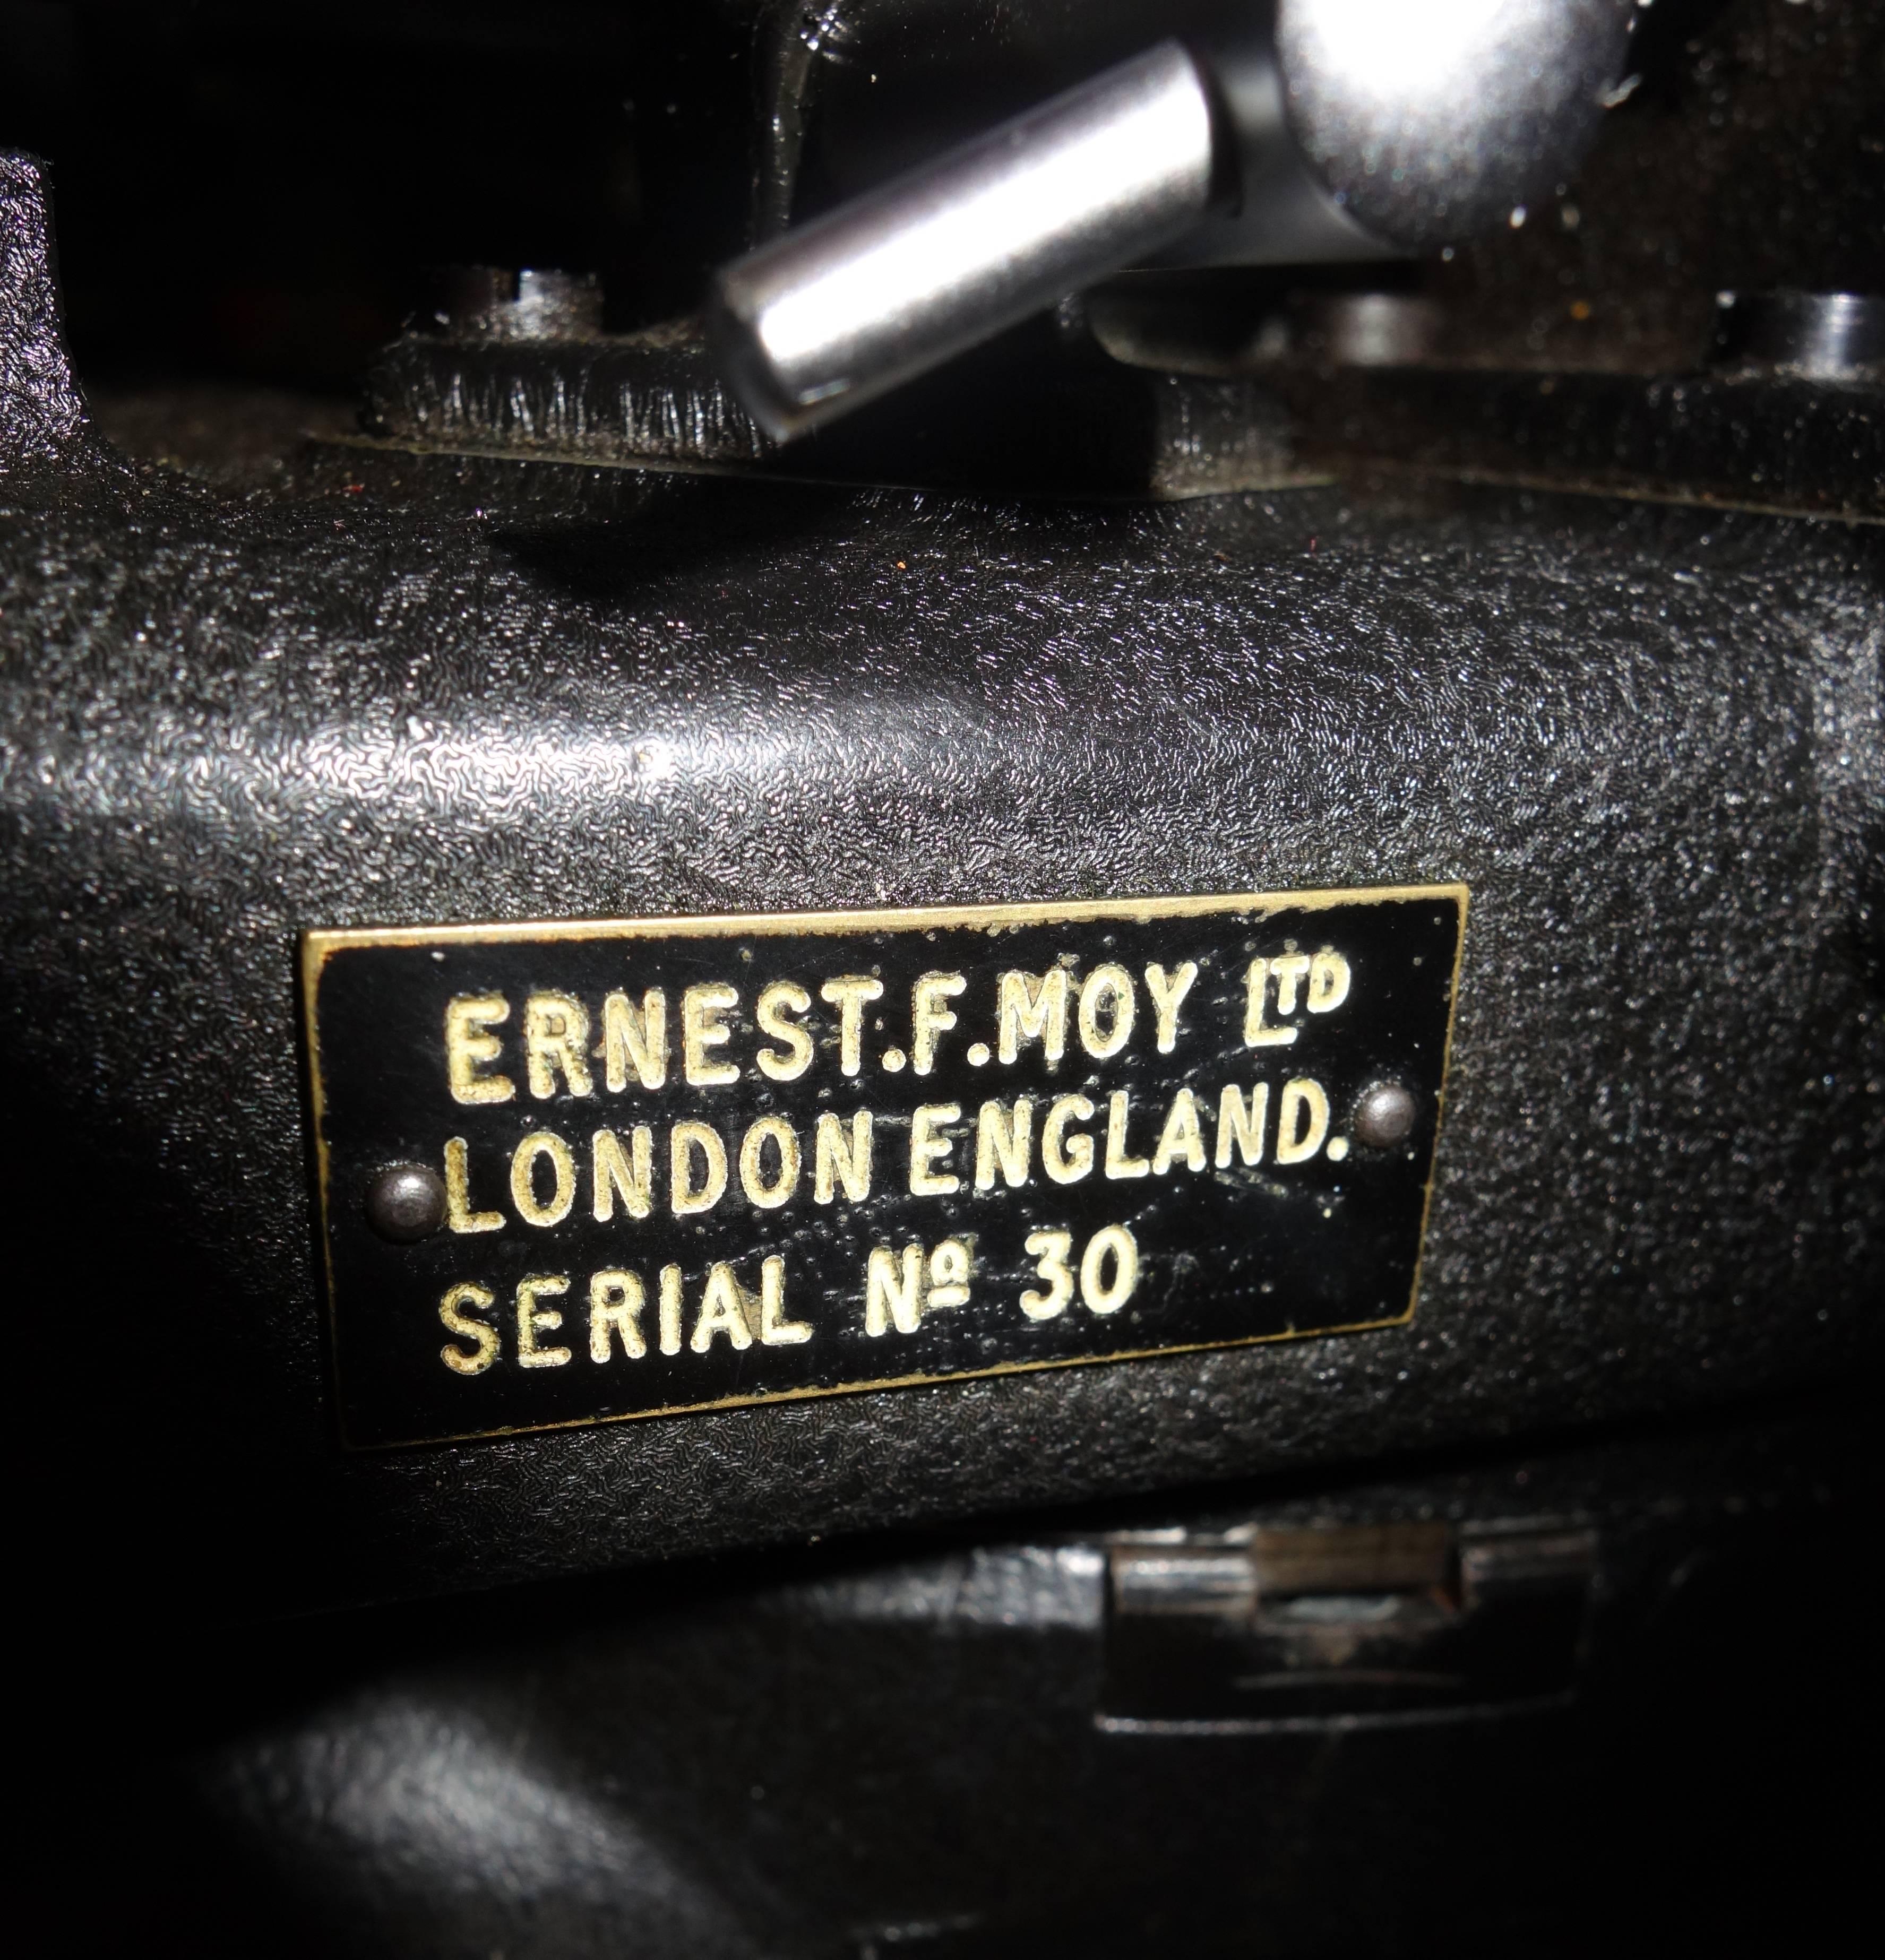 ERNEST.F.MOY LTD
LONDON ENGLAND.
SERIAL Nº 30